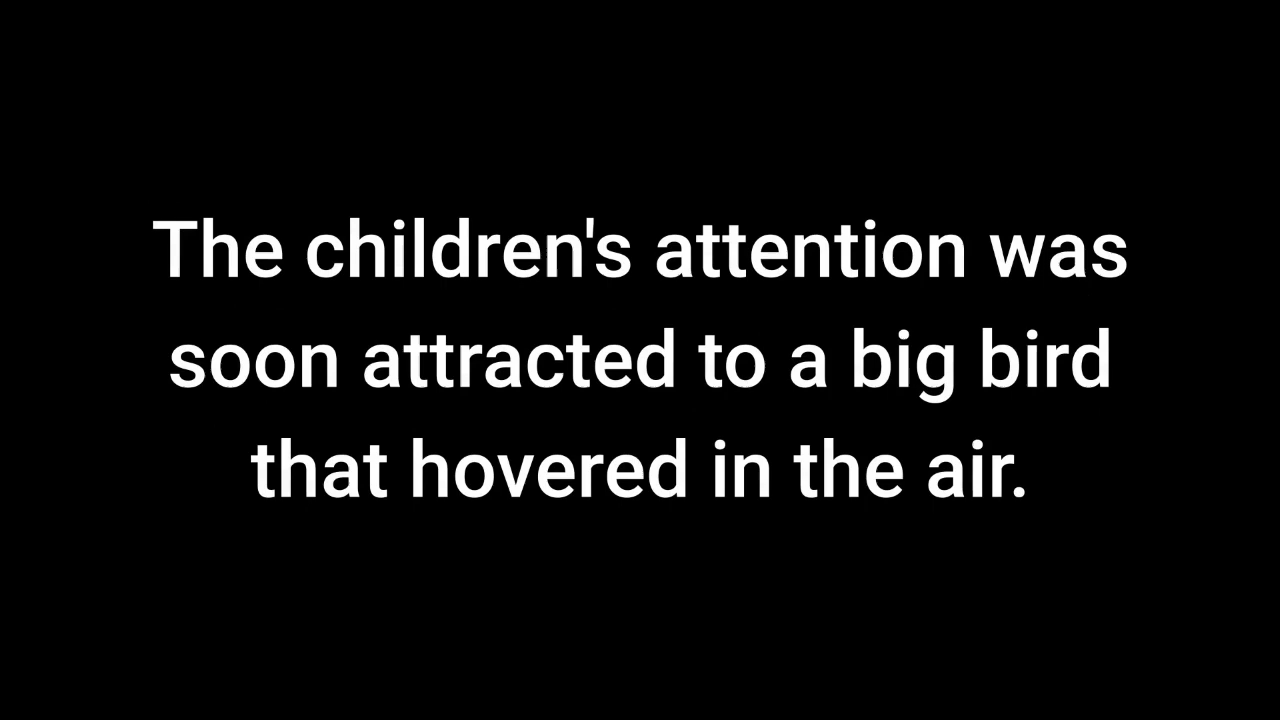 The children's attention was
soon attracted to a big bird
that hovered in the air.